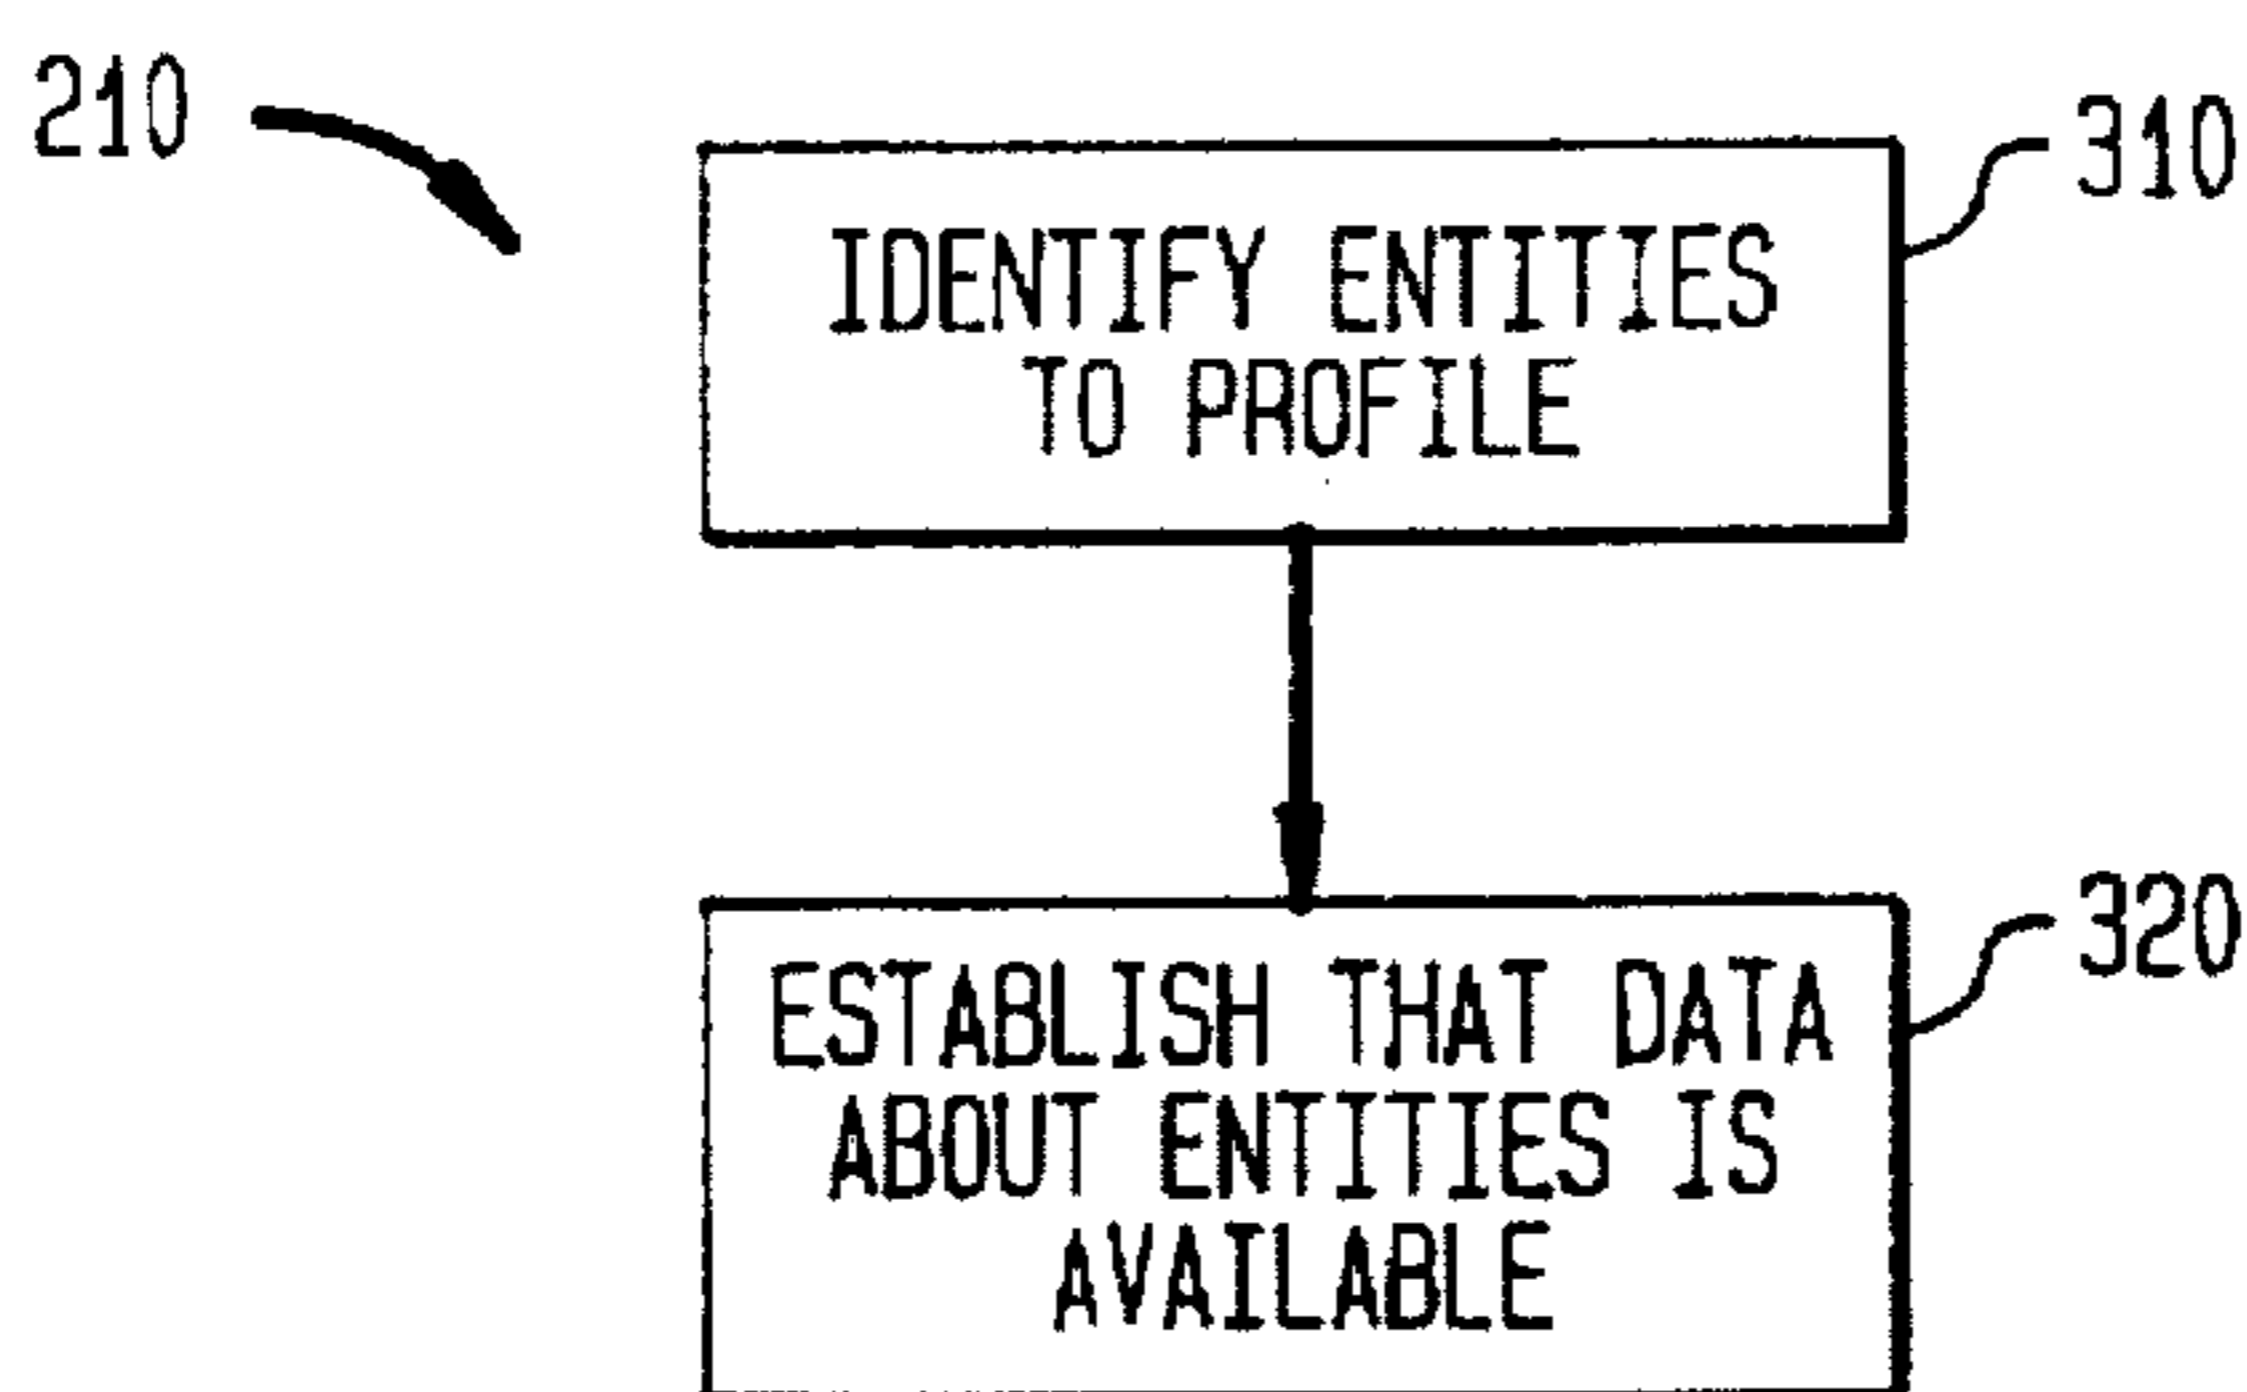 210
310
IDENTIFY ENTITIES
TO PROFILE
320
ESTABLISH THAT DATA
ABOUT ENTITIES IS
AVAILABLE